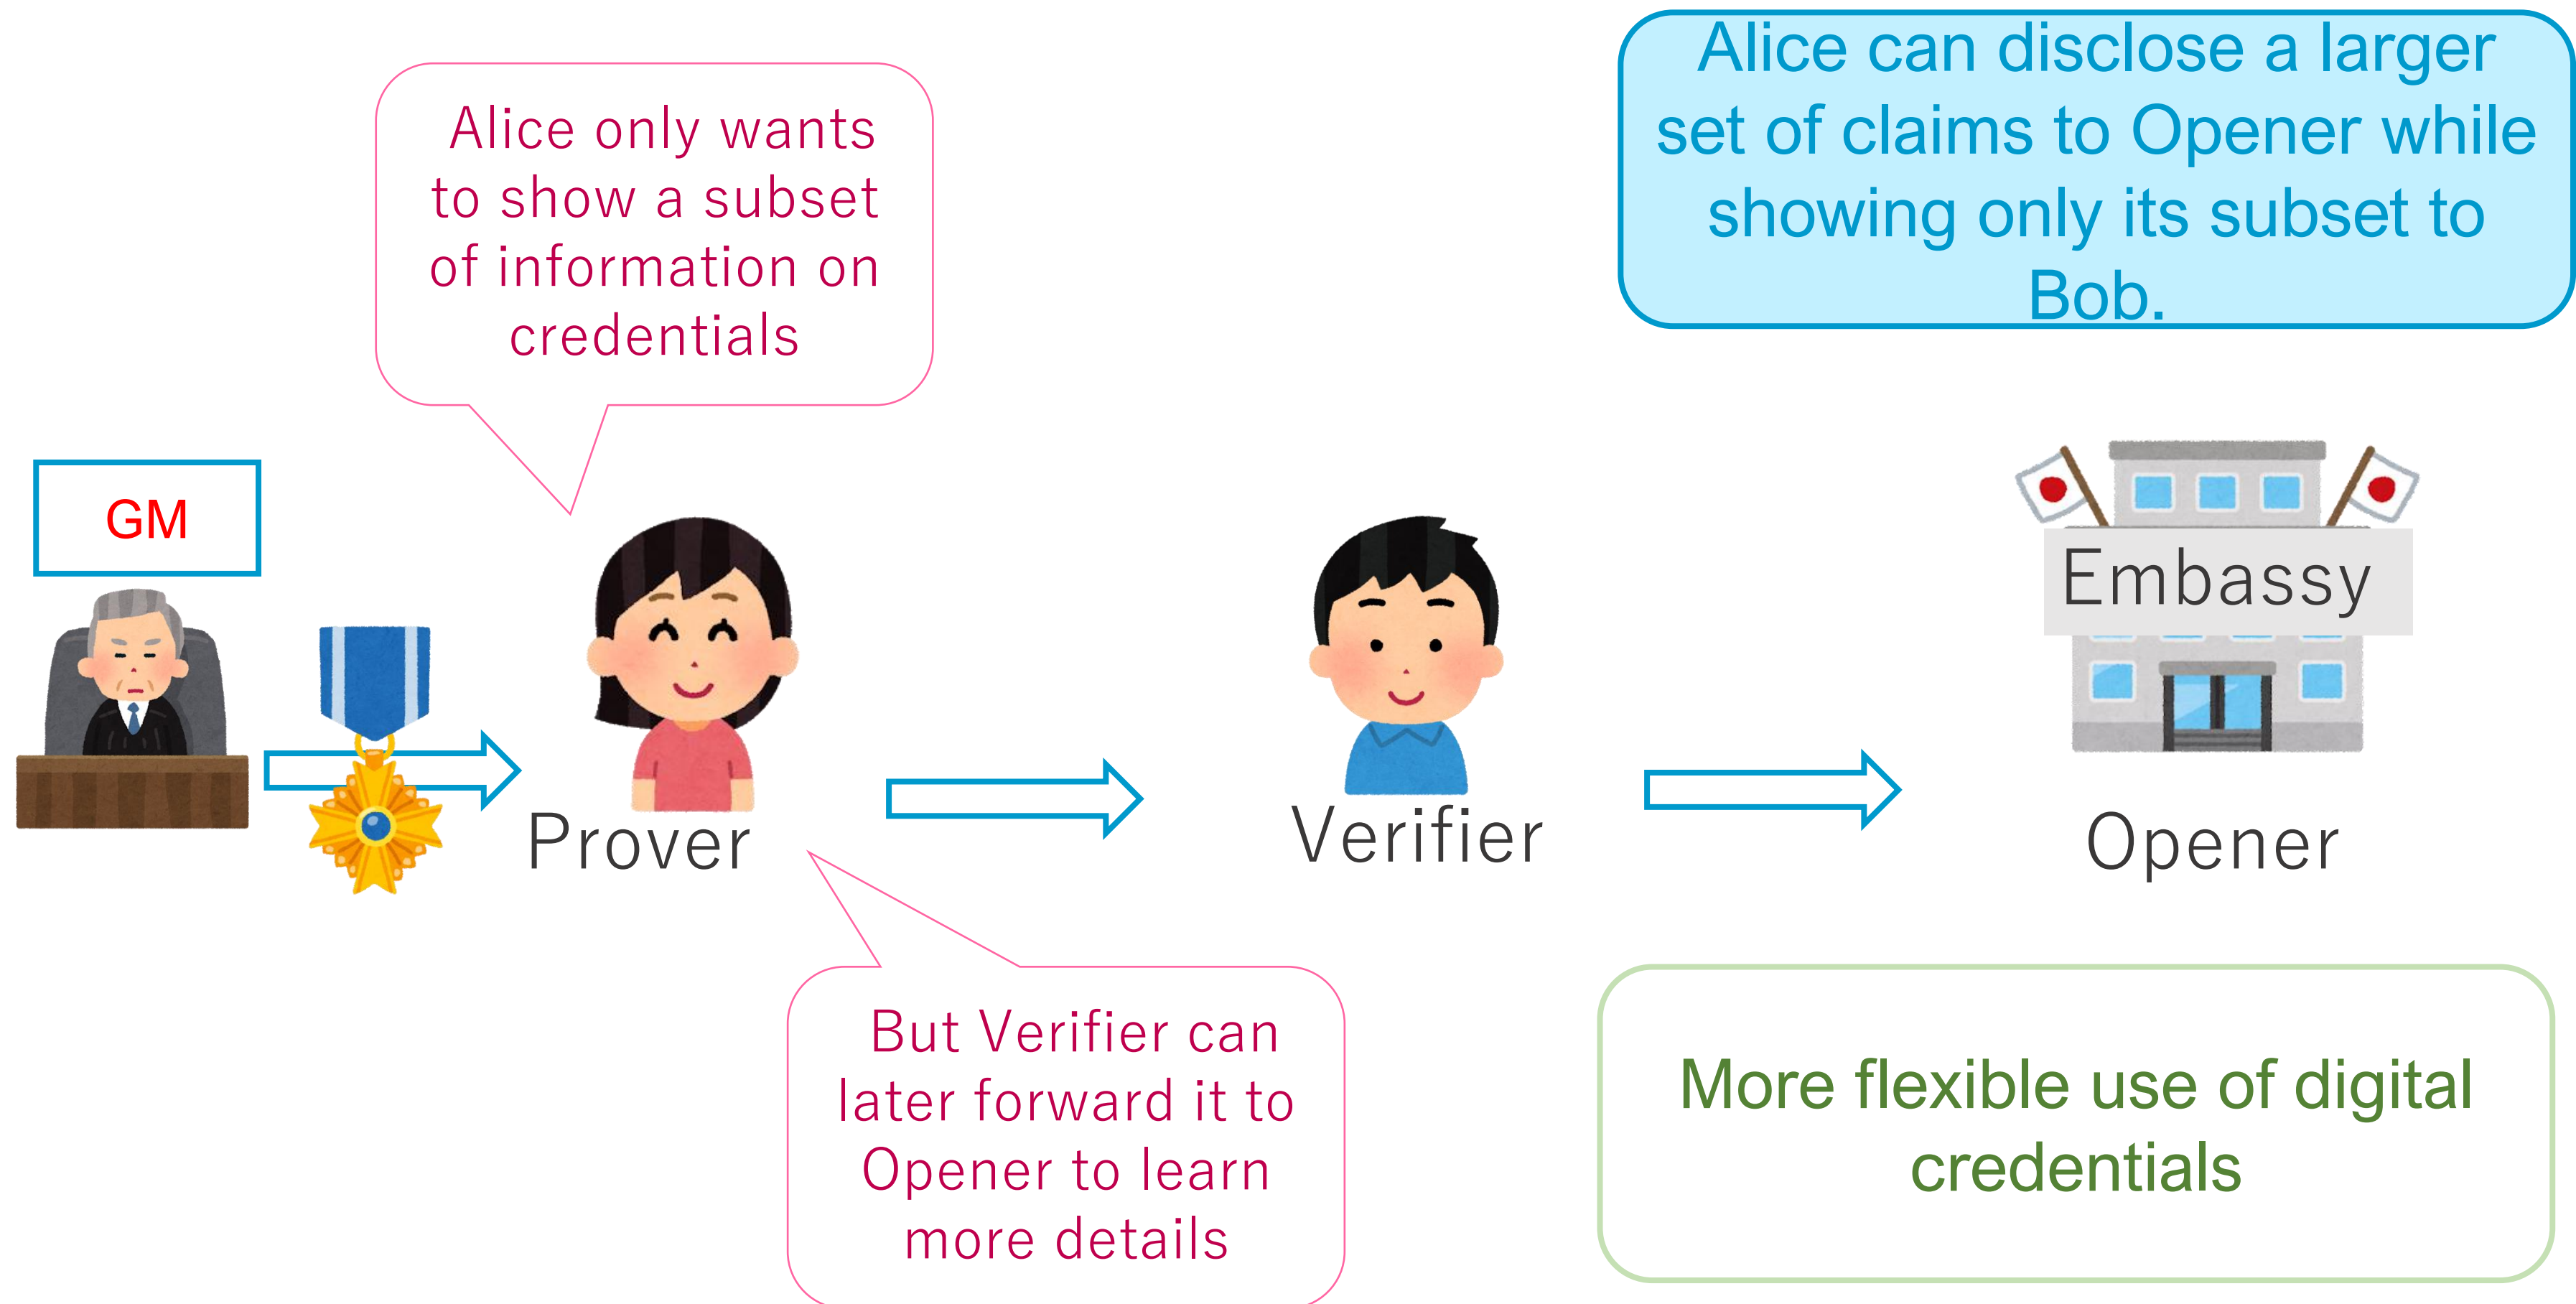 Alice can disclose a larger
set of claims to Opener while
showing only its subset to
Bob.
Alice only wants
to show a subset
of information on
credentials
GM
Embassy
Prover
Verifier
Opener
But Verifier can
later forward it to
Opener to learn
more details
More flexible use of digital
credentials